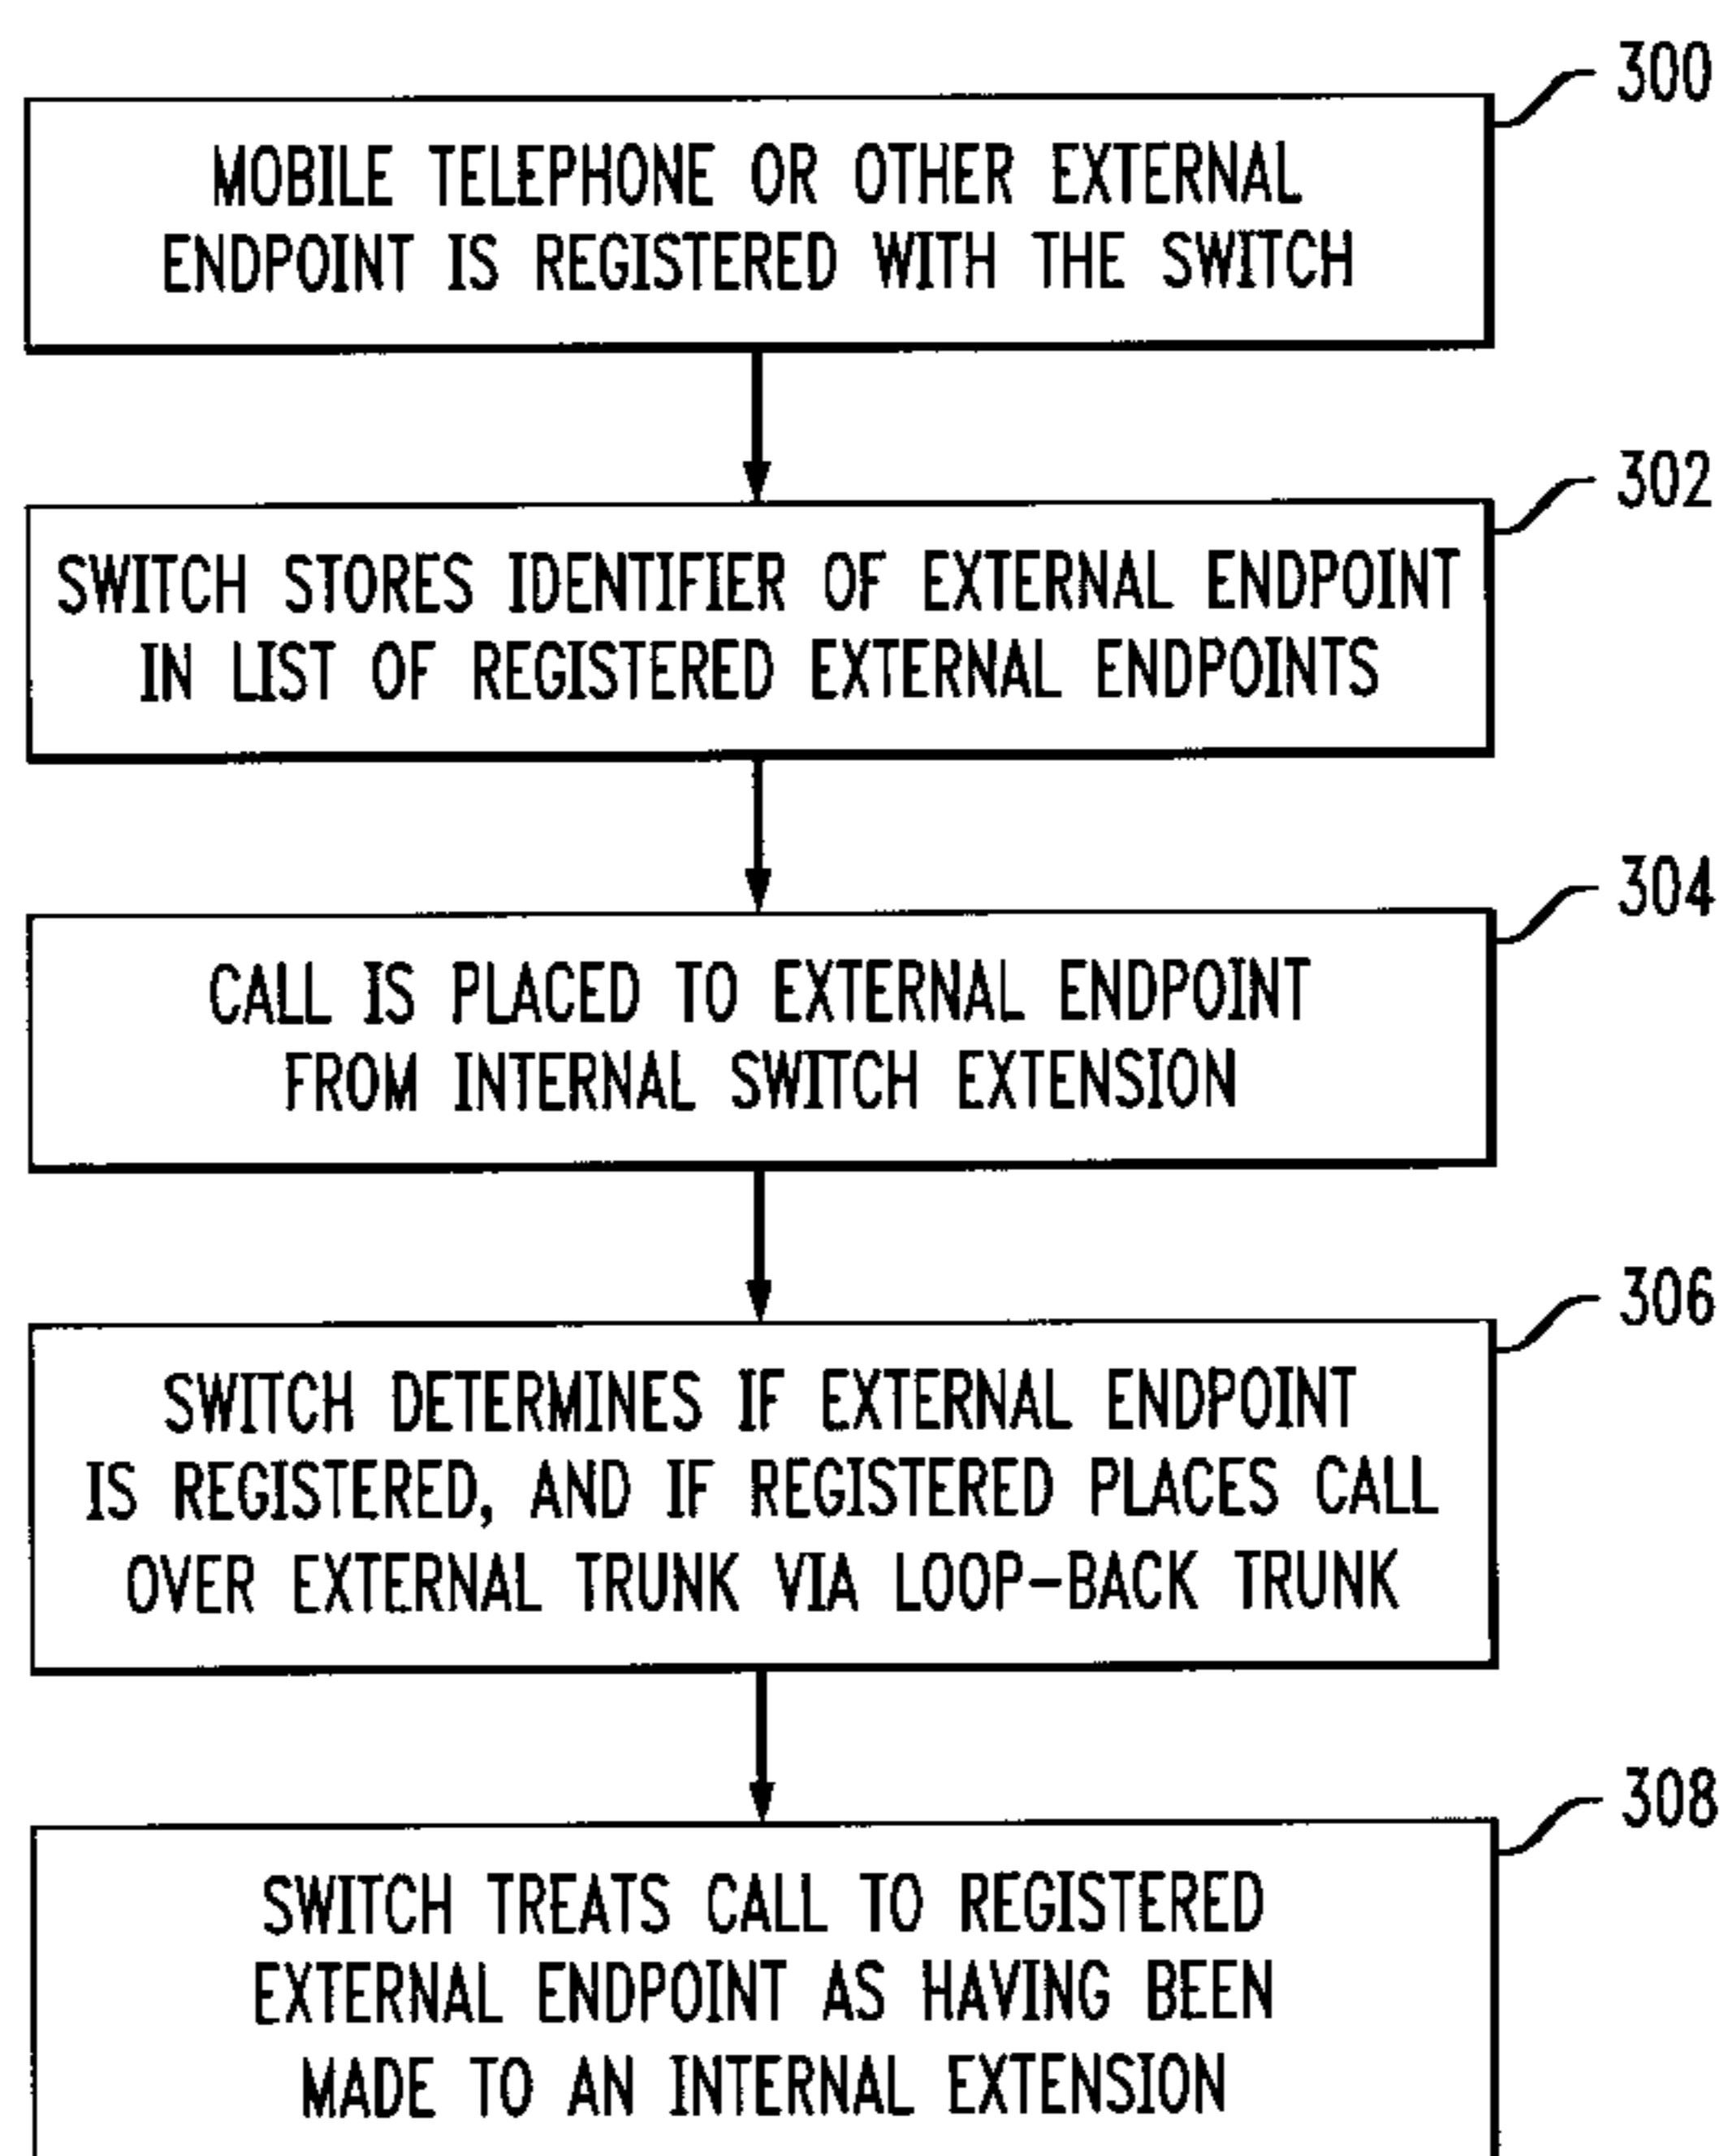 300
MOBILE TELEPHONE OR OTHER EXTERNAL
ENDPOINT IS REGISTERED WITH THE SWITCH
302
SWITCH STORES IDENTIFIER OF EXTERNAL ENDPOINT
IN LIST OF REGISTERED EXTERNAL ENDPOINTS
304
CALL IS PLACED TO EXTERNAL ENDPOINT
FROM INTERNAL SWITCH EXTENSION
306
SWITCH DETERMINES IF EXTERNAL ENDPOINT
IS REGISTERED, AND IF REGISTERED PLACES CALL
OVER EXTERNAL TRUNK VIA LOOP-BACK TRUNK
308
SWITCH TREATS CALL TO REGISTERED
EXTERNAL ENDPOINT AS HAVING BEEN
MADE TO AN INTERNAL EXTENSION